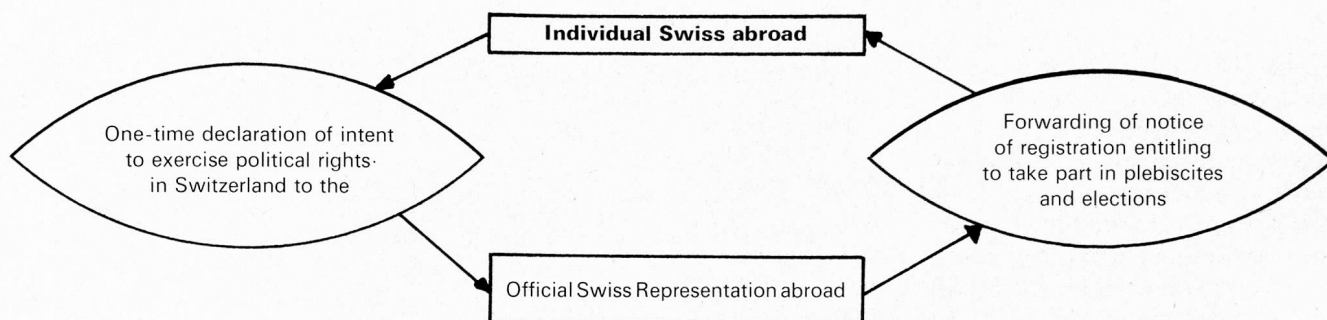 Individual Swiss abroad
One-time declaration of intent
to exercise political rights
in Switzerland to the
Forwarding of notice
of registration entitling
to take part in plebiscites
and elections
Official Swiss Representation abroad